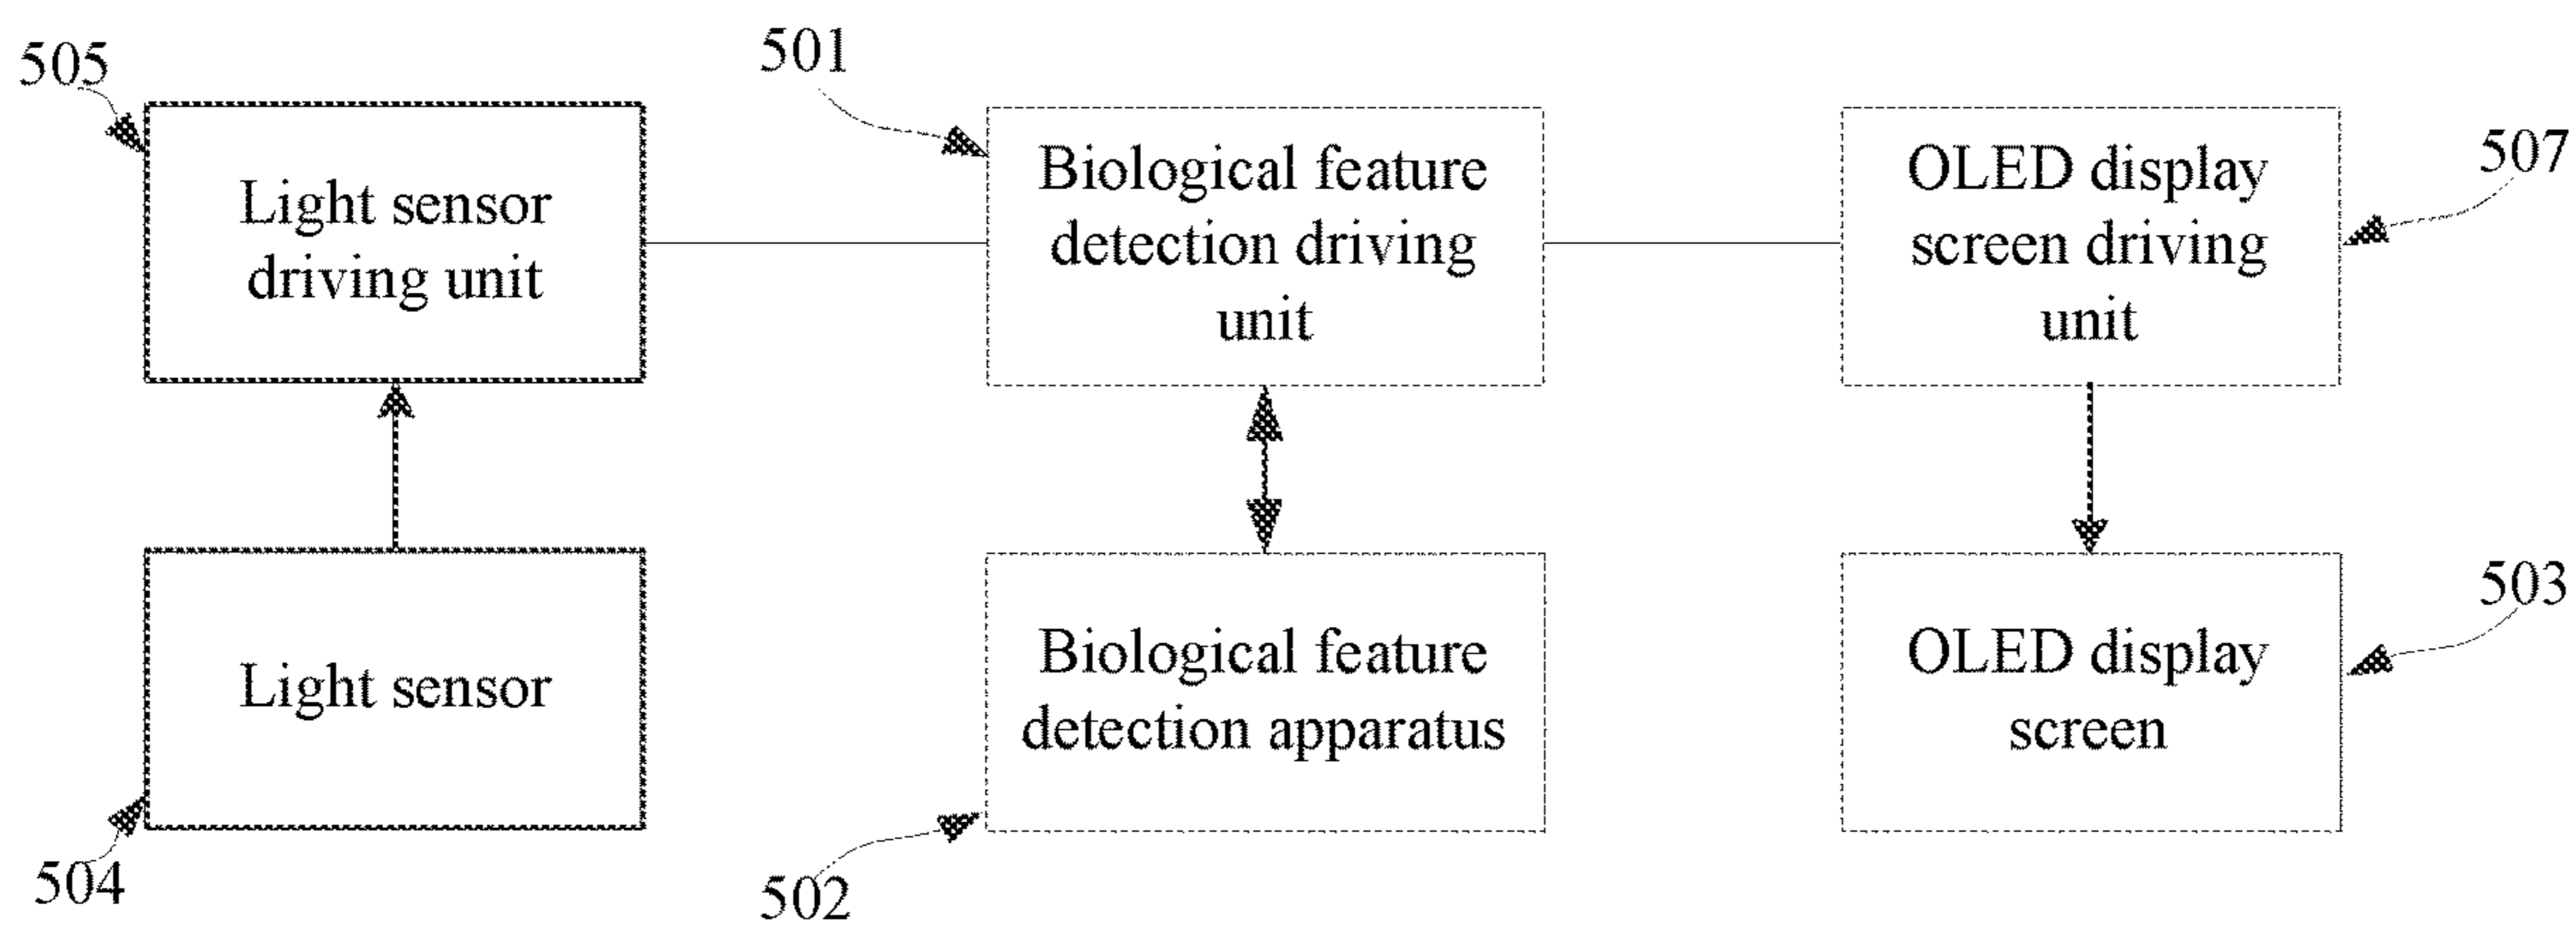 505
501
507
Light sensor
driving unit
Biological feature
detection driving
unit
OLED display
screen driving
unit
503
Light sensor
Biological feature
detection apparatus
OLED display
screen
504
502